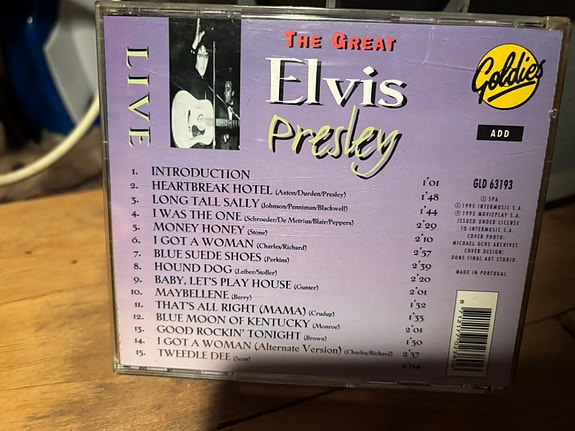 LIVE
THE GREAT
Elvis
Presley
Goldies
ADD
GLD 63193
1. INTRODUCTION 1'01
2. HEARTBREAK HOTEL (Axton/Durden/Presley) 1'48
3. LONG TALL SALLY (Johnson/Penniman/Blackwell) 1'44
4. I WAS THE ONE (Schroeder/De Metrius/Blair/Peppers) 2'29
5. MONEY HONEY (Stone) 2'10
6. I GOT A WOMAN (Charles/Richard) 2'37
7. BLUE SUEDE SHOES (Perkins) 2'39
8. HOUND DOG (Leiber/Stoller) 2'20
9. BABY, LET'S PLAY HOUSE (Gunter) 2'01
10. MAYBELLENE (Berry) 1'32
11. THAT'S ALL RIGHT (MAMA) (Crudup) 1'33
12. BLUE MOON OF KENTUCKY (Monroe) 2'01
13. GOOD ROCKIN' TONIGHT (Brown) 1'50
14. I GOT A WOMAN (Alternate Version) (Charles/Richard) 2'37
15. TWEEDLE DEE (Scott) 2'04
© SPA
℗ 1995 INTERMUSIC S.A.
© 1995 MOVIEPLAY S.A.
ISSUED UNDER LICENSE
TO INTERMUSIC S.A.
COVER PHOTO:
MICHAEL OCHS ARCHIVES
COVER DESIGN:
DONE FINAL ART STUDIO
MADE IN PORTUGAL